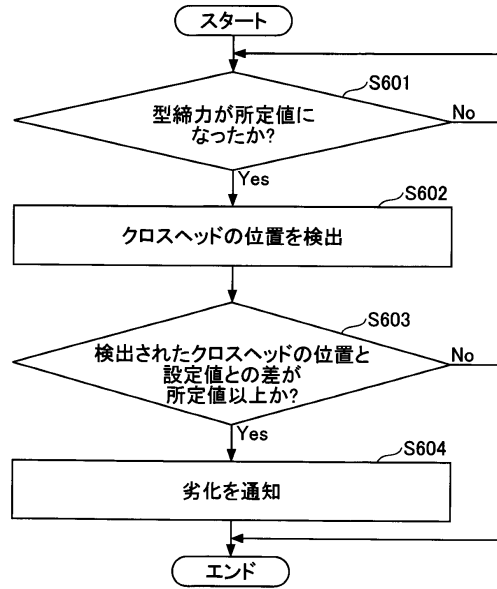 スタート
S601
型締力が所定値に
なったか?
No
Yes
S602
クロスヘッドの位置を検出
S603
検出されたクロスヘッドの位置と
設定値との差が
所定値以上か?
No
Yes
S604
劣化を通知
エンド